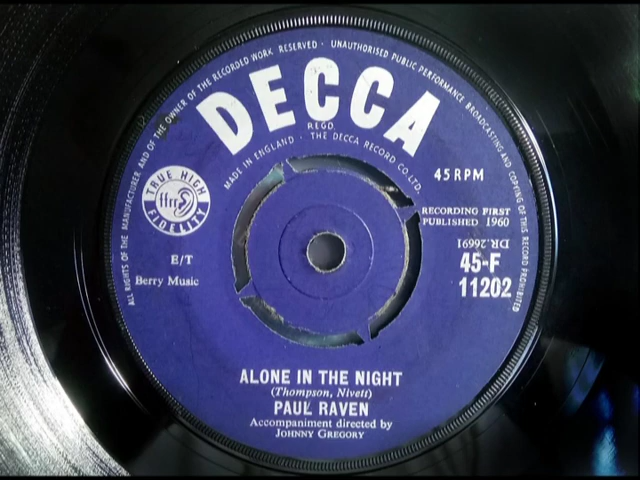 ALL RIGHTS OF THE MANUFACTURER AND OF THE OWNER OF THE RECORDED WORK RESERVED · UNAUTHORISED PUBLIC PERFORMANCE BROADCASTING AND COPYING OF THIS RECORD PROHIBITED
DECCA
REGD.
MADE IN ENGLAND · THE DECCA RECORD CO LTD.
45 RPM
TRUE HIGH
ffrr
FIDELITY
RECORDING FIRST
PUBLISHED 1960
DR.26691
E/T
45-F
Berry Music
11202
ALONE IN THE NIGHT
(Thompson, Nivett)
PAUL RAVEN
Accompaniment directed by
JOHNNY GREGORY